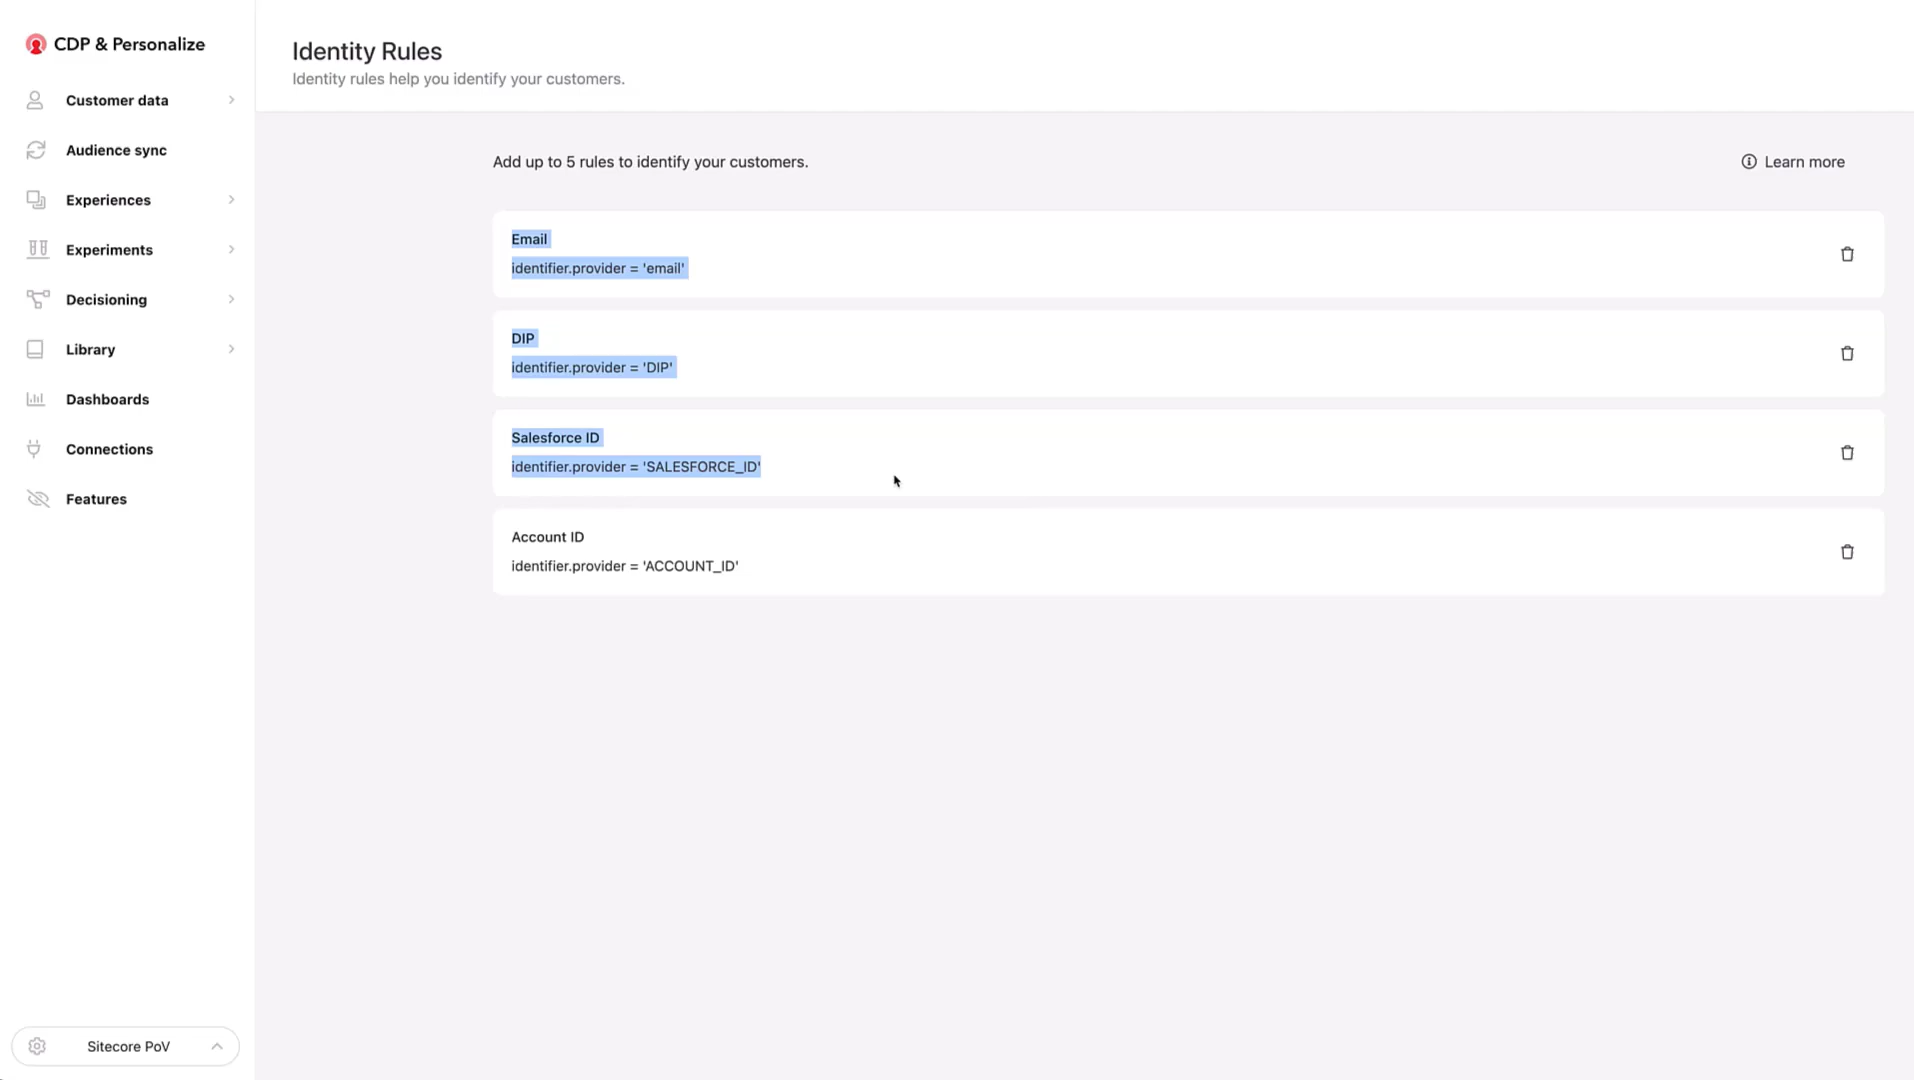 CDP & Personalize
Customer data
Audience sync
Experiences
Experiments
Decisioning
Library
Dashboards
Connections
Features
Sitecore PoV
Identity Rules
Identity rules help you identify your customers.
Add up to 5 rules to identify your customers.
Learn more
Email
identifier.provider = 'email'
DIP
identifier.provider = 'DIP'
Salesforce ID
identifier.provider = 'SALESFORCE_ID'
Account ID
identifier.provider = 'ACCOUNT_ID'